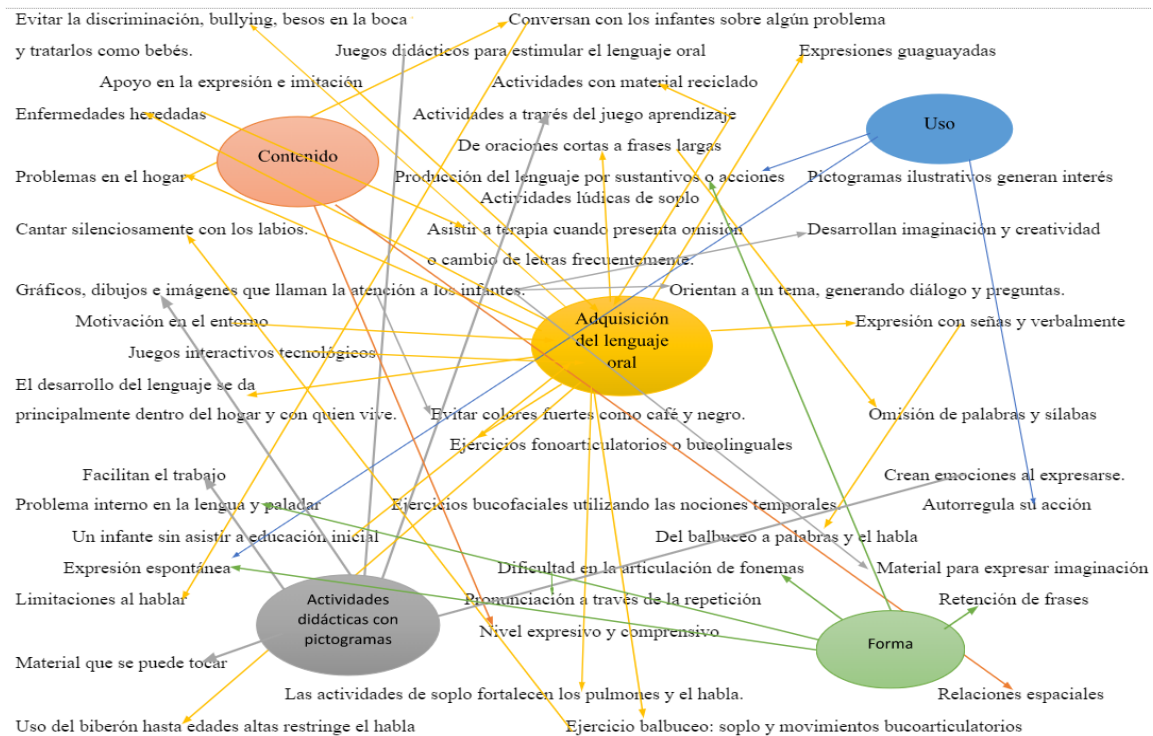 Evitar la discriminación, bullying, besos en la boca
Conversan con los infantes sobre algún problema
y tratarlos como bebés.
Juegos didácticos para estimular el lenguaje oral
Expresiones guaguayadas
Apoyo en la expresión e imitación
Actividades con material reciclado
Enfermedades heredadas
Actividades a través del juego aprendizaje
Uso
De oraciones cortas a frases largas
Contenido
Problemas en el hogar
Producción del lenguaje por sustantivos o acciones
Pictogramas ilustrativos generan interés
Actividades lúdicas de soplo
Cantar silenciosamente con los labios.
Asistir a terapia cuando presenta omisión
Desarrollan imaginación y creatividad
o cambio de letras frecuentemente.
Gráficos, dibujos e imágenes que llaman la atención a los infantes.
Orientan a un tema, generando diálogo y preguntas.
Motivación en el entorno
Adquisición
del lenguaje
oral
Expresión con señas y verbalmente
Juegos interactivos tecnológicos
El desarrollo del lenguaje se da
principalmente dentro del hogar y con quien vive.
Evitar colores fuertes como café y negro.
Omisión de palabras y sílabas
Ejercicios fonoarticulatorios o bucolinguales
Facilitan el trabajo
Crean emociones al expresarse.
Problema interno en la lengua y paladar
Ejercicios bucofaciales utilizando las nociones temporales
Autorregula su acción
Un infante sin asistir a educación inicial
Del balbuceo a palabras y el habla
Expresión espontánea
Dificultad en la articulación de fonemas
Material para expresar imaginación
Limitaciones al hablar
Actividades
didácticas con
pictogramas
Pronunciación a través de la repetición
Retención de frases
Nivel expresivo y comprensivo
Forma
Material que se puede tocar
Las actividades de soplo fortalecen los pulmones y el habla.
Relaciones espaciales
Uso del biberón hasta edades altas restringe el habla
Ejercicio balbuceo: soplo y movimientos bucoarticulatorios